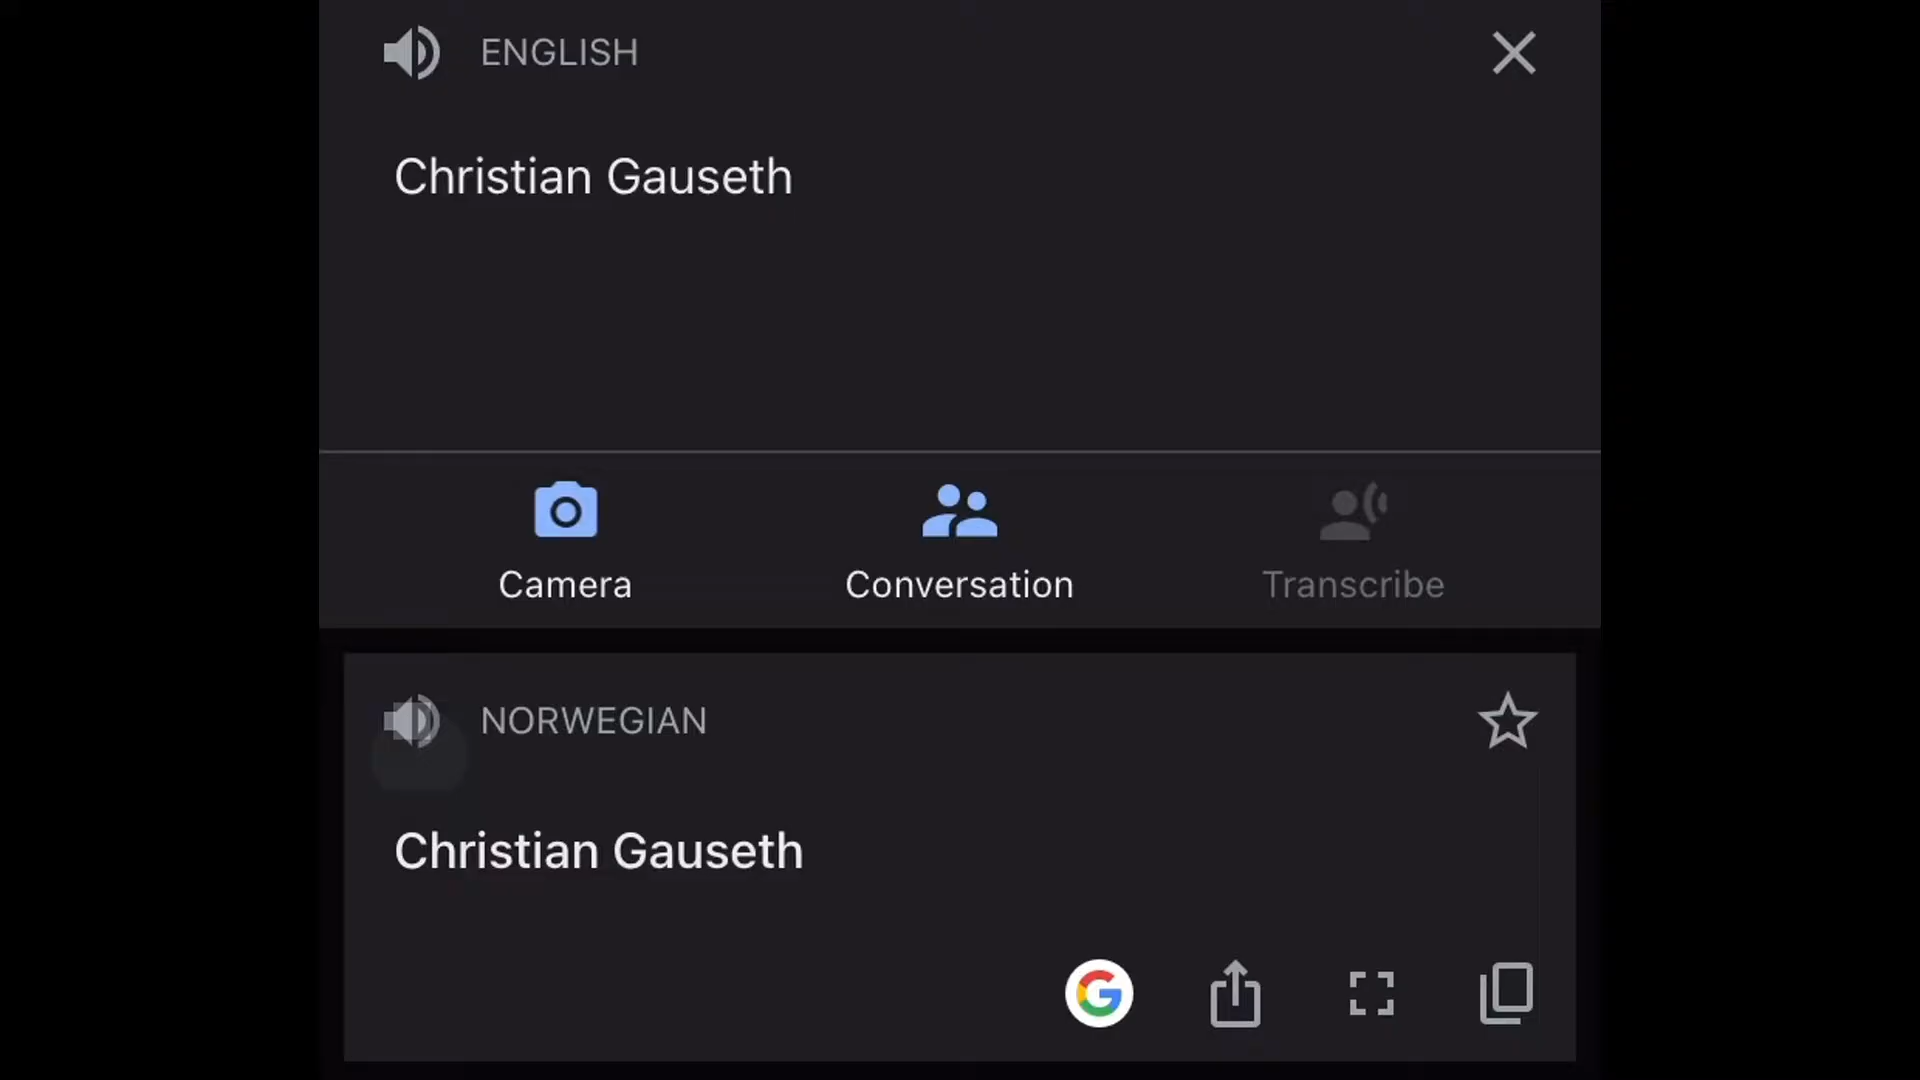 ENGLISH
Christian Gauseth
Camera
Conversation
Transcribe
NORWEGIAN
Christian Gauseth